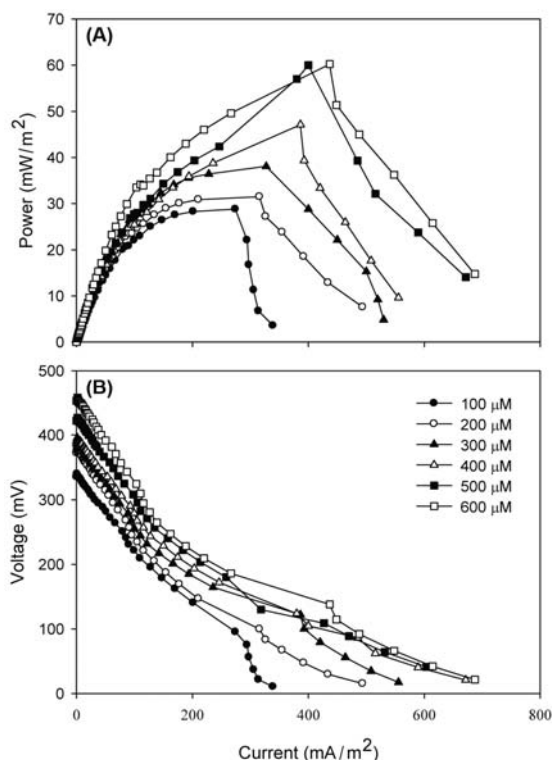 (A)
Power (mW/m2)
70
60
50
40
30
20
10
0
(B)
Voltage (mV)
500
400
300
200
100
0
100 μM
200 μM
300 μM
400 μM
500 μM
600 μM
0 200 400 600 800
Current (mA/m2)